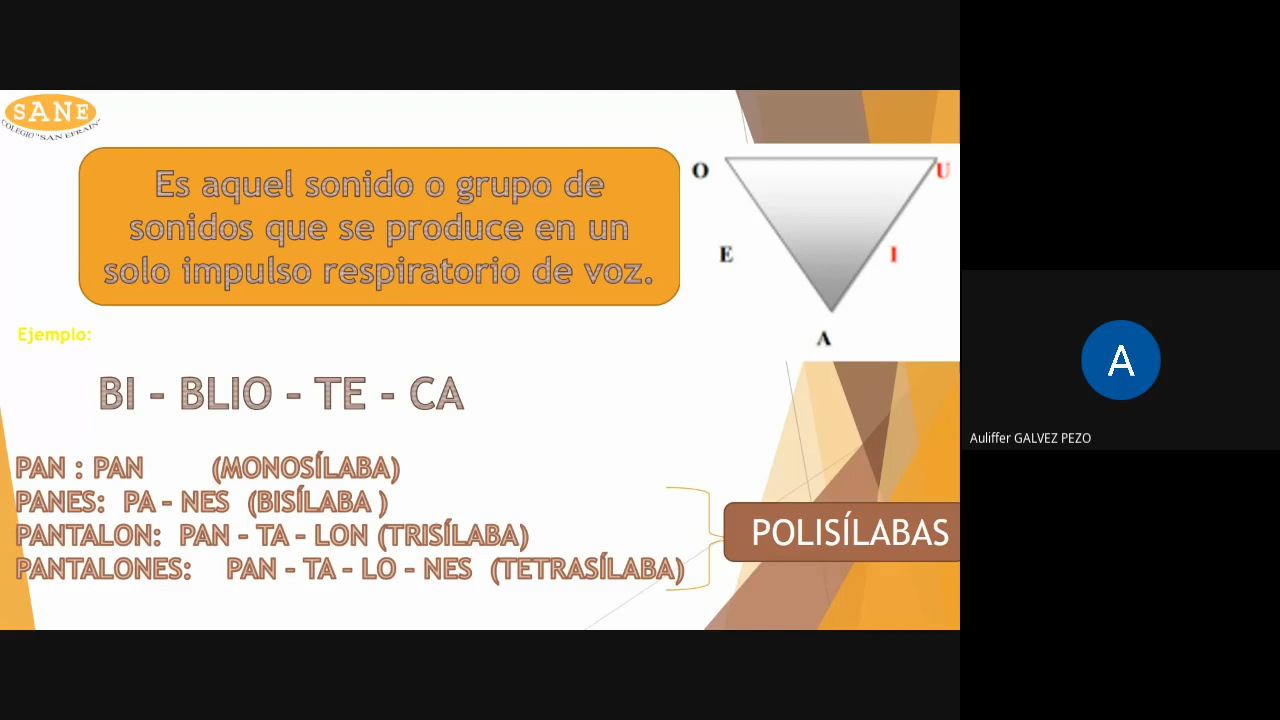 SANE
COLEGIO "SAN EFRAIN"
Es aquel sonido o grupo de
sonidos que se produce en un
solo impulso respiratorio de voz.
O
U
E
I
A
Ejemplo:
BI - BLIO - TE - CA
PAN : PAN (MONOSÍLABA)
PANES: PA - NES (BISÍLABA )
PANTALON: PAN - TA - LON (TRISÍLABA)
PANTALONES: PAN - TA - LO - NES (TETRASÍLABA)
POLISÍLABAS
A
Auliffer GALVEZ PEZO